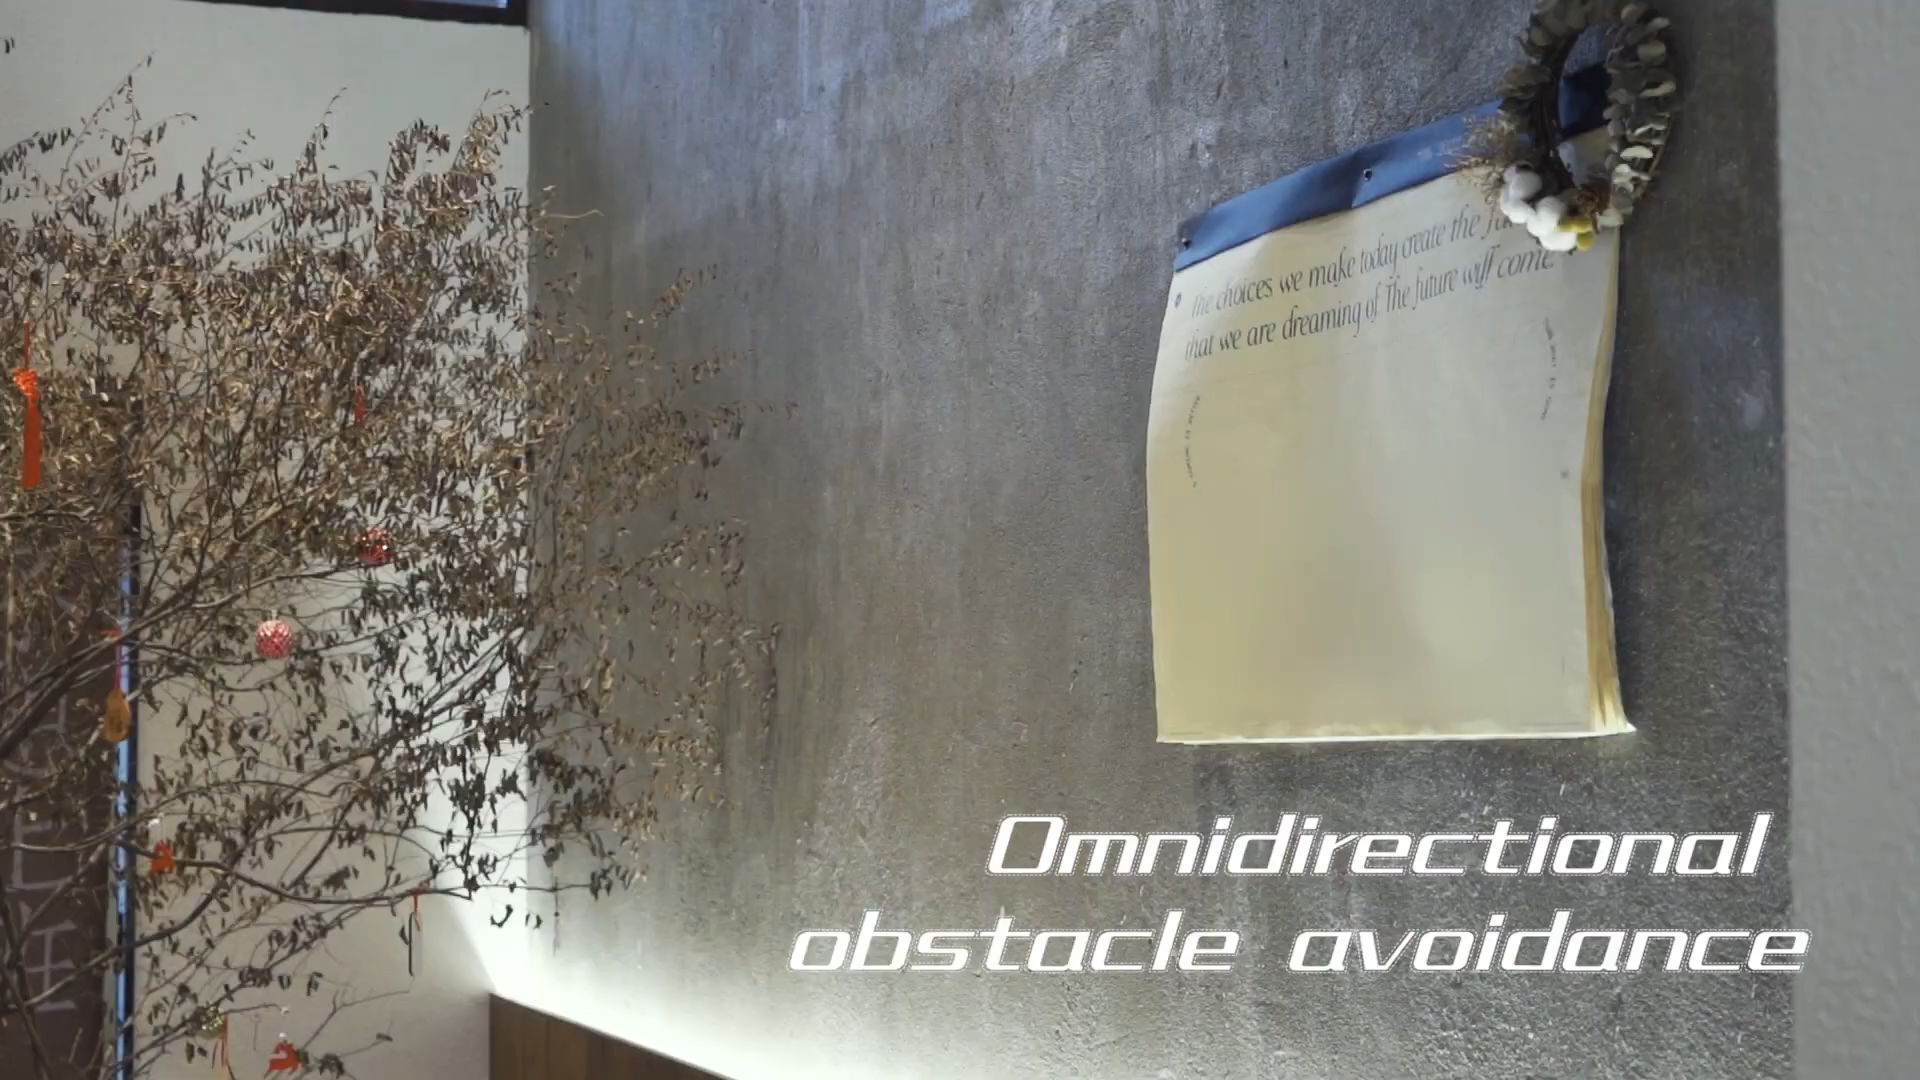 The choices we make today create the
that we are dreaming of The future will come
Omnidirectional
obstacle avoidance